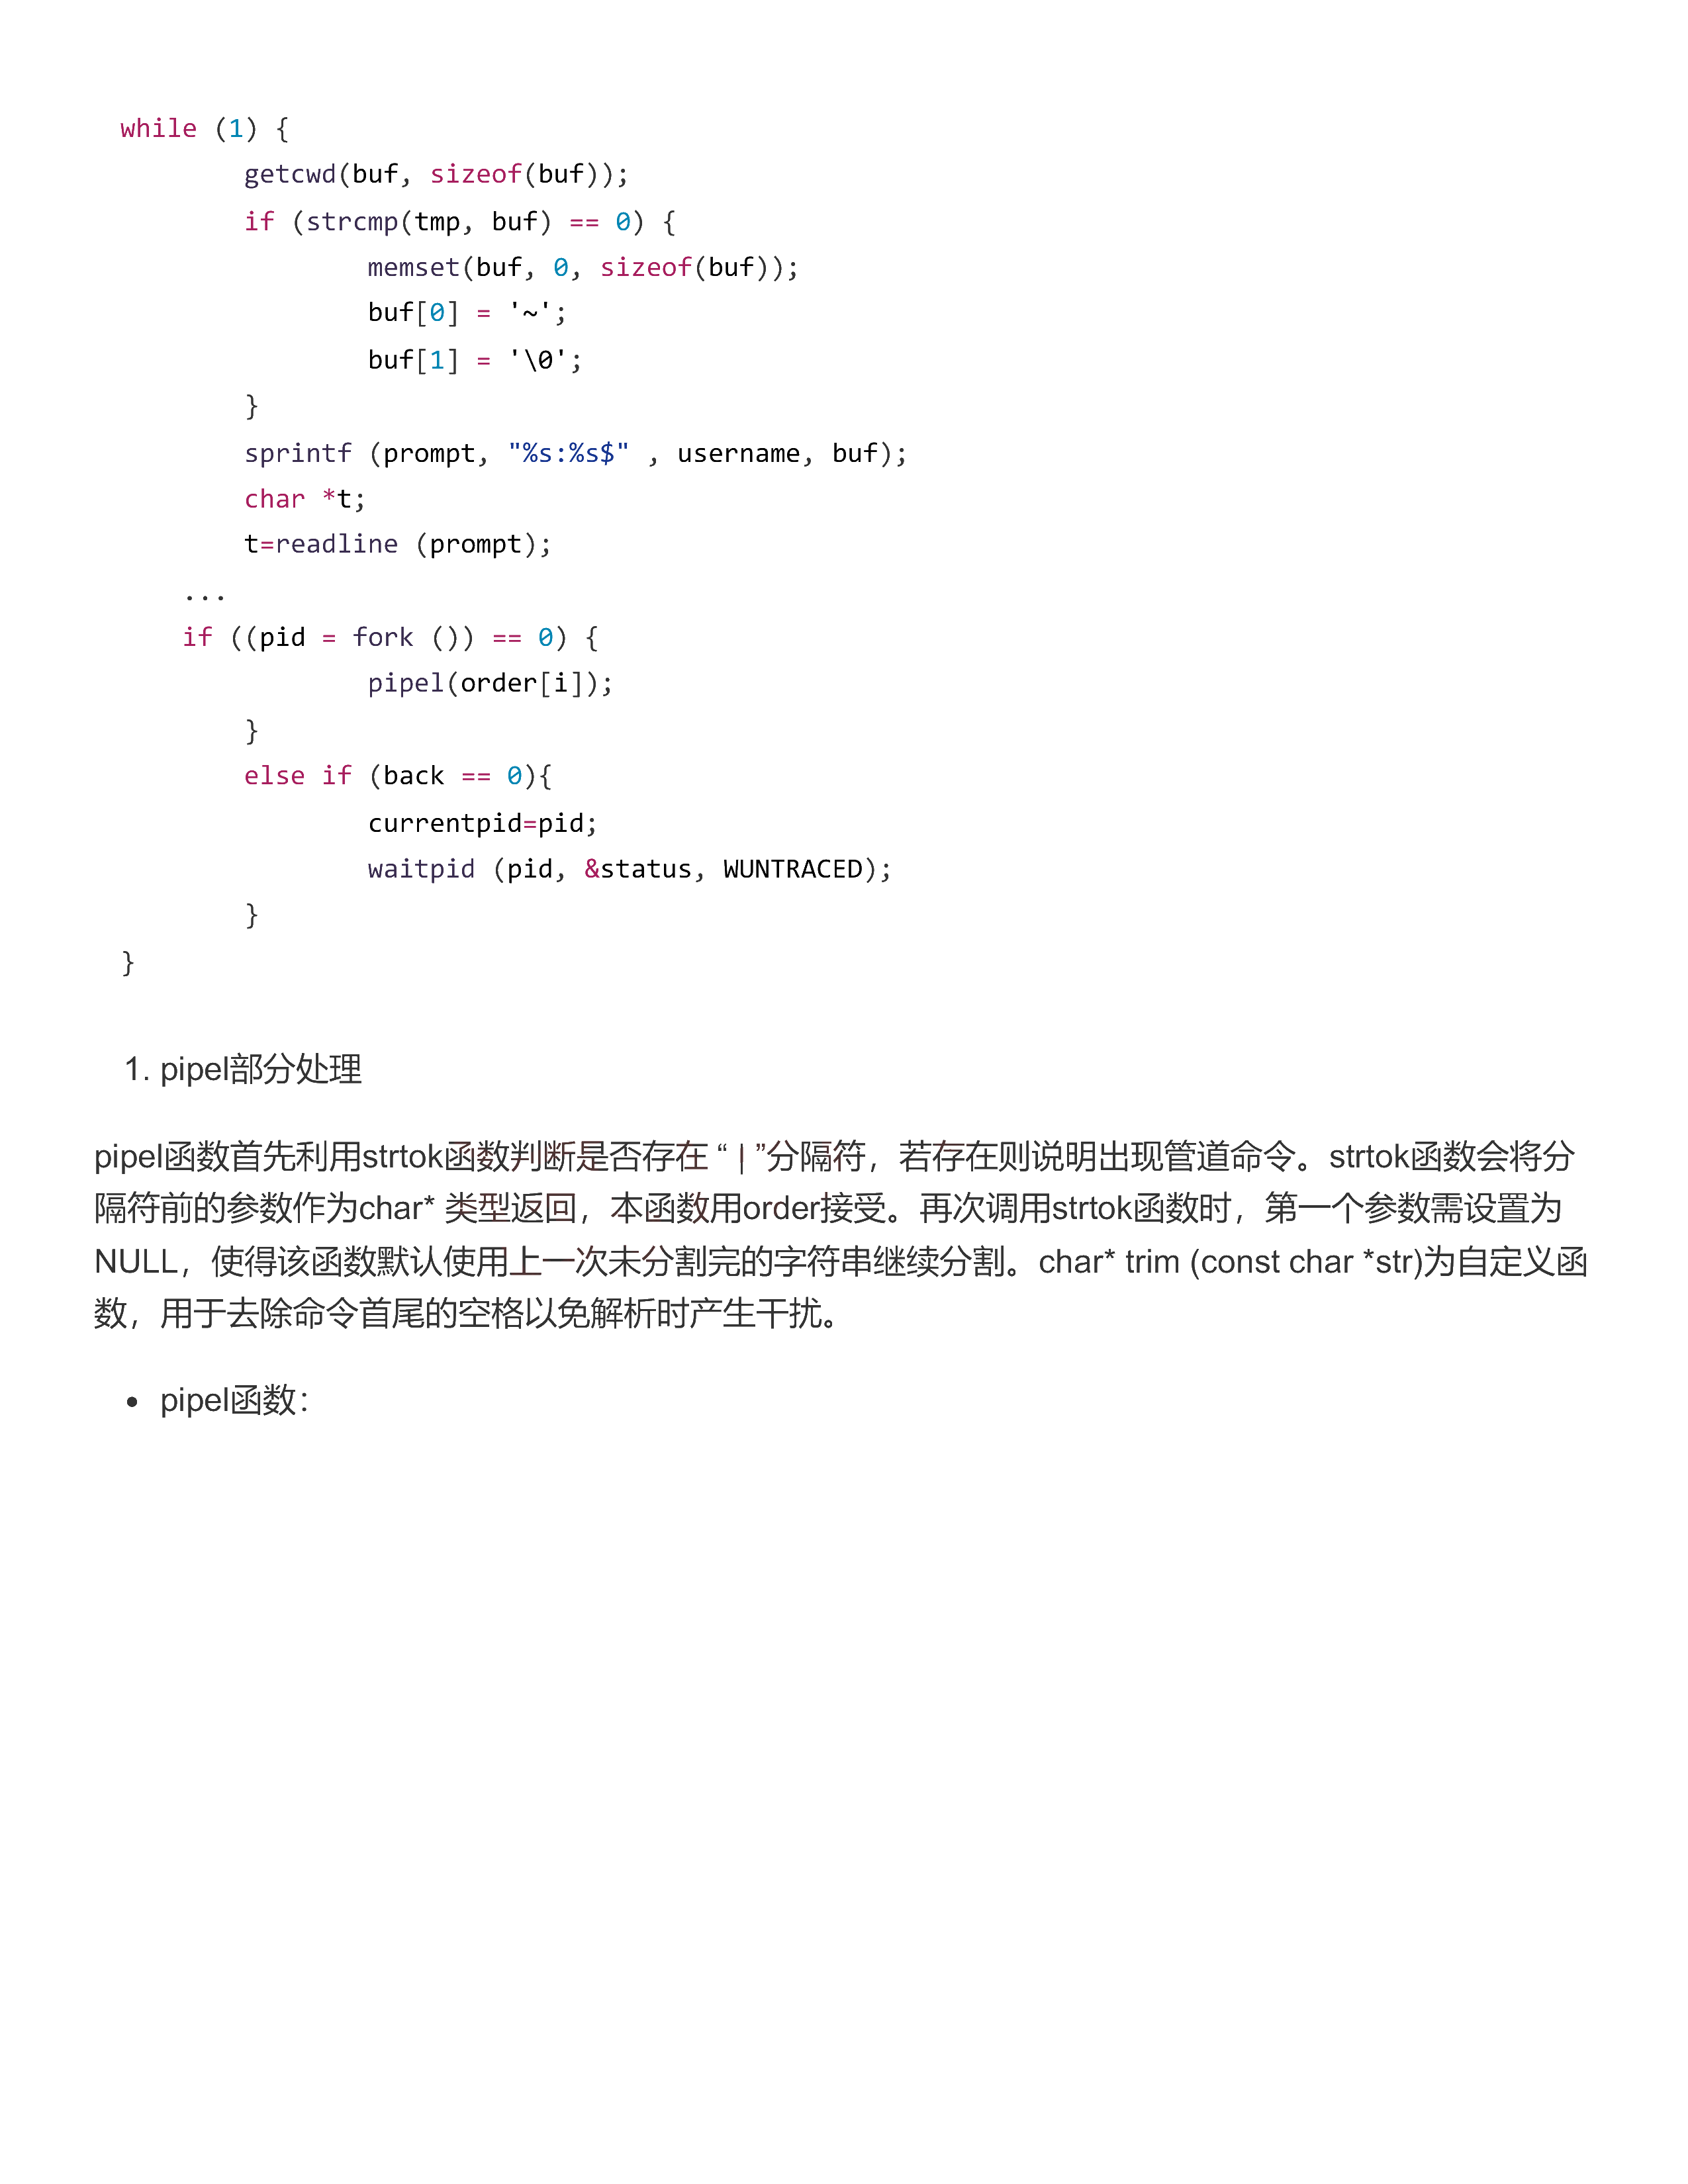 while (1) {
        getcwd(buf, sizeof(buf));
        if (strcmp(tmp, buf) == 0) {
                memset(buf, 0, sizeof(buf));
                buf[0] = '~';
                buf[1] = '\0';
        }
        sprintf (prompt, "%s:%s$" , username, buf);
        char *t;
        t=readline (prompt);
    ...
    if ((pid = fork ()) == 0) {
                pipel(order[i]);
        }
        else if (back == 0){
                currentpid=pid;
                waitpid (pid, &status, WUNTRACED);
        }
}
1. pipel部分处理
pipel函数首先利用strtok函数判断是否存在 “ | ”分隔符，若存在则说明出现管道命令。strtok函数会将分
隔符前的参数作为char* 类型返回，本函数用order接受。再次调用strtok函数时，第一个参数需设置为
NULL，使得该函数默认使用上一次未分割完的字符串继续分割。char* trim (const char *str)为自定义函
数，用于去除命令首尾的空格以免解析时产生干扰。
• pipel函数：